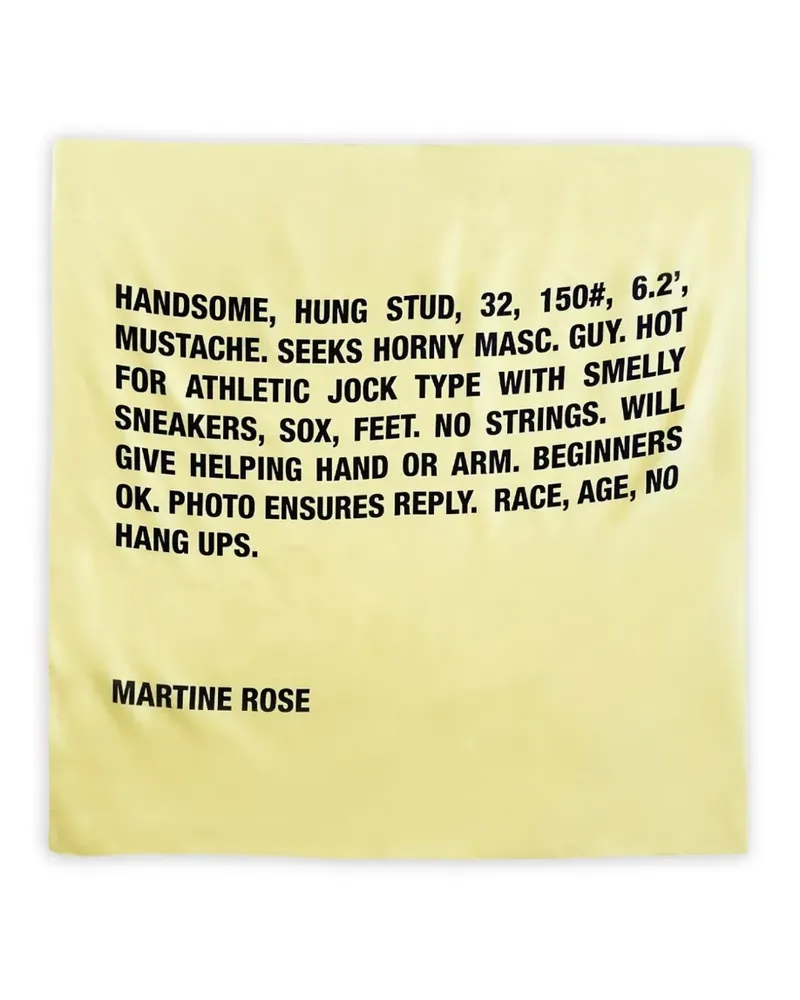 HANDSOME, HUNG STUD, 32, 150#, 6.2',
MUSTACHE. SEEKS HORNY MASC. GUY. HOT
FOR ATHLETIC JOCK TYPE WITH SMELLY
SNEAKERS, SOX, FEET. NO STRINGS. WILL
GIVE HELPING HAND OR ARM. BEGINNERS
OK. PHOTO ENSURES REPLY. RACE, AGE, NO
HANG UPS.
MARTINE ROSE